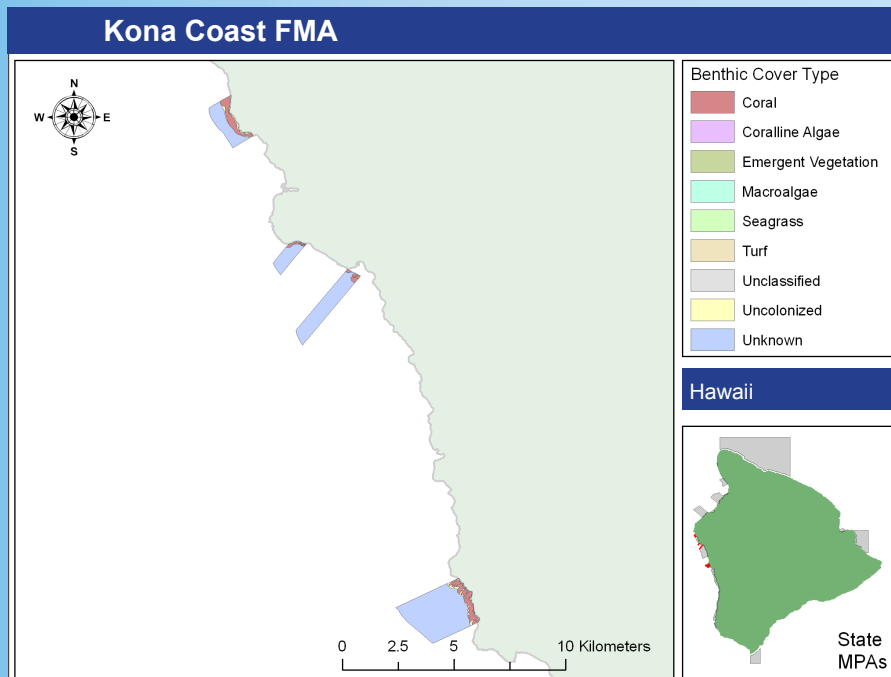 Kona Coast FMA
N
W E
S
Benthic Cover Type
Coral
Coralline Algae
Emergent Vegetation
Macroalgae
Seagrass
Turf
Unclassified
Uncolonized
Unknown
Hawaii
0 2.5 5 10 Kilometers
State
MPAs